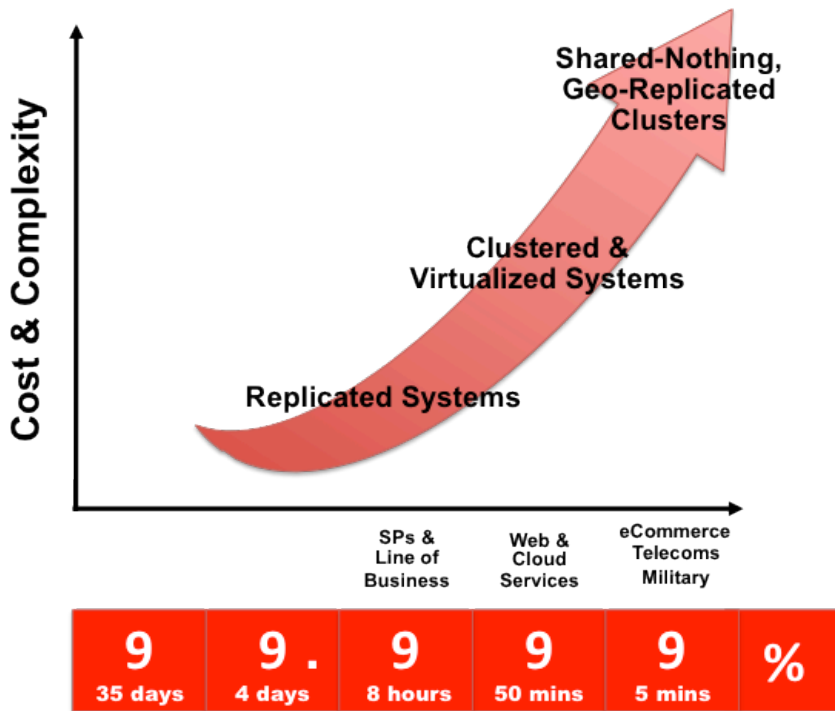 Shared-Nothing,
Geo-Replicated
Clusters
Cost & Complexity
Clustered &
Virtualized Systems
Replicated Systems
SPs &
Line of
Business
Web &
Cloud
Services
eCommerce
Telecoms
Military
9 9 . 9 9 9 %
35 days 4 days 8 hours 50 mins 5 mins